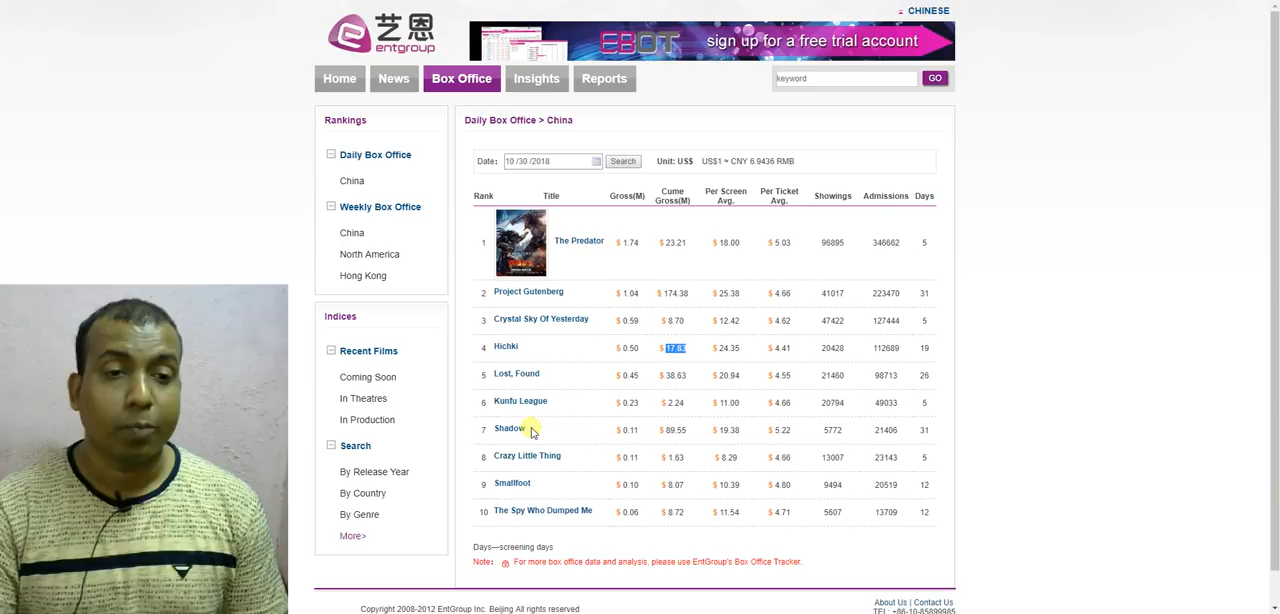 CHINESE
艺恩
entgroup
EBOT sign up for a free trial account
Home News Box Office Insights Reports keyword GO
Rankings
Daily Box Office
China
Weekly Box Office
China
North America
Hong Kong
Indices
Recent Films
Coming Soon
In Theatres
In Production
Search
By Release Year
By Country
By Genre
More>
Daily Box Office > China
Date: 10 /30 /2018 Search Unit: US$ US$1 ≈ CNY 6.9436 RMB
Rank Title Gross(M) Cume Gross(M) Per Screen Avg. Per Ticket Avg. Showings Admissions Days
1 The Predator $ 1.74 $ 23.21 $ 18.00 $ 5.03 96895 346662 5
2 Project Gutenberg $ 1.04 $ 174.38 $ 25.38 $ 4.66 41017 223470 31
3 Crystal Sky Of Yesterday $ 0.59 $ 8.70 $ 12.42 $ 4.62 47422 127444 5
4 Hichki $ 0.50 $ 17.83 $ 24.35 $ 4.41 20428 112689 19
5 Lost, Found $ 0.45 $ 38.63 $ 20.94 $ 4.55 21460 98713 26
6 Kunfu League $ 0.23 $ 2.24 $ 11.00 $ 4.66 20794 49033 5
7 Shadow $ 0.11 $ 89.55 $ 19.38 $ 5.22 5772 21406 31
8 Crazy Little Thing $ 0.11 $ 1.63 $ 8.29 $ 4.66 13007 23143 5
9 Smallfoot $ 0.10 $ 8.07 $ 10.39 $ 4.80 9494 20519 12
10 The Spy Who Dumped Me $ 0.06 $ 8.72 $ 11.54 $ 4.71 5607 13709 12
Days—screening days
Note: For more box office data and analysis, please use EntGroup's Box Office Tracker.
Copyright 2008-2012 EntGroup Inc. Beijing All rights reserved
About Us | Contact Us
TEL : +86-10-85899985